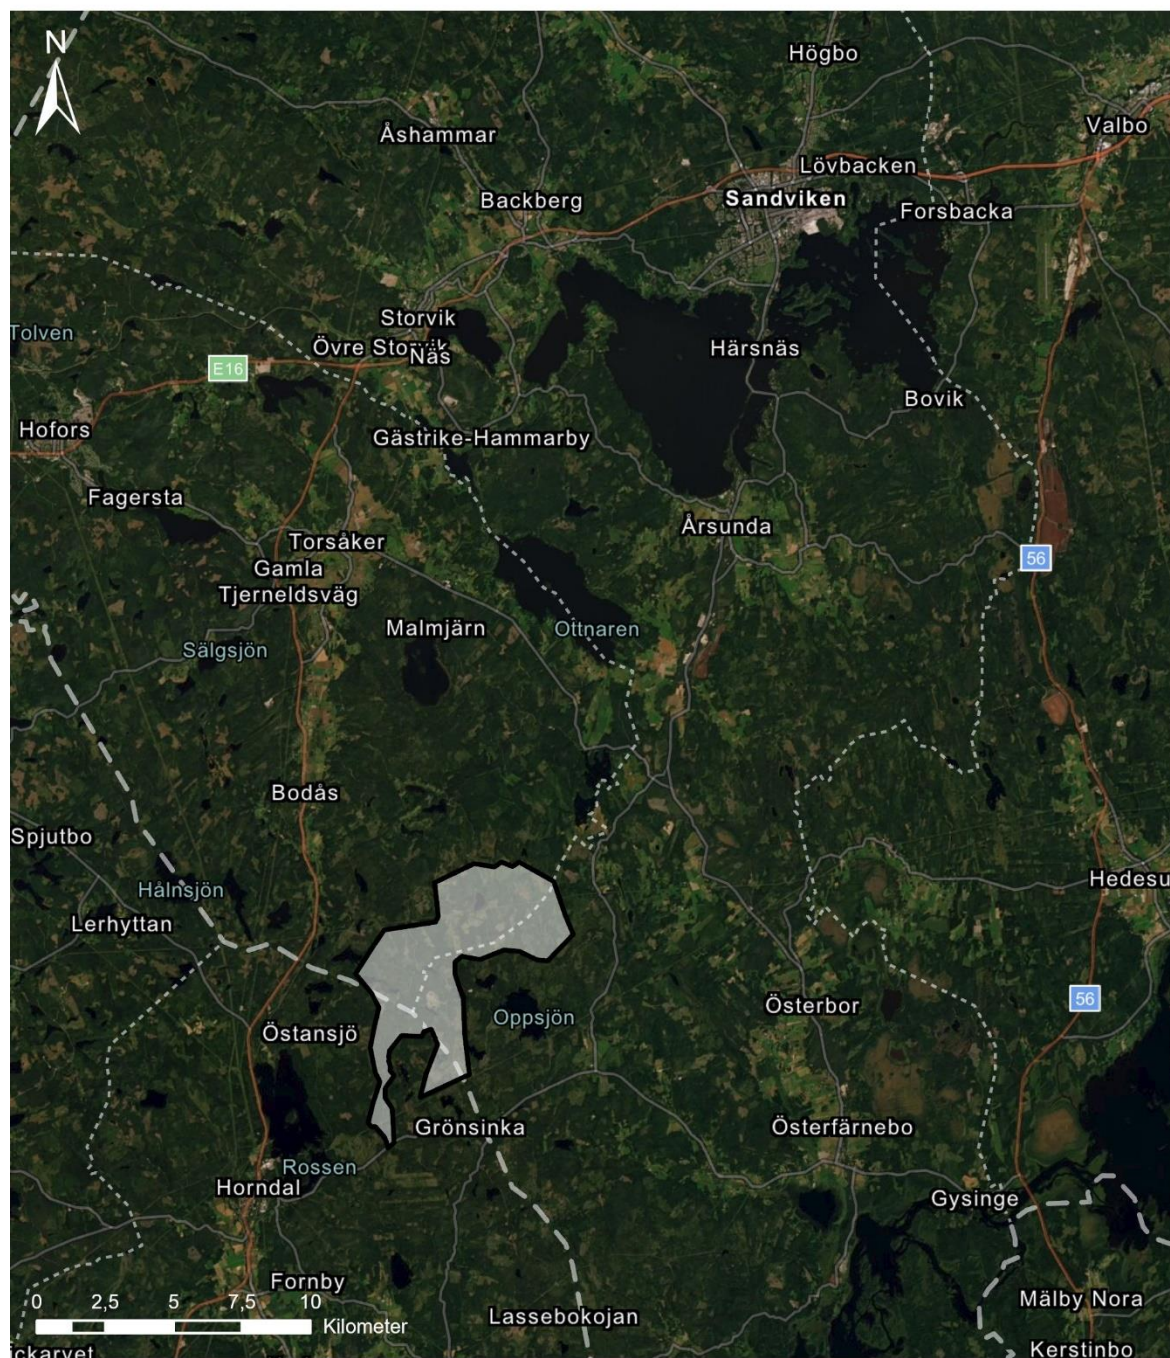 N
Högbo
Valbo
Åshammar
Lövbacken
Backberg
Sandviken
Forsbacka
Storvik
Tolven
Övre Storvik
Näs
Härsnäs
E16
Bovik
Hofors
Gästrike-Hammarby
Fagersta
Årsunda
Torsåker
Gamla
Tjerneldsväg
56
Malmjärn
Ottnaren
Sälgsjön
Bodås
Spjutbo
Hålnsjön
Hedesu
Lerhyttan
56
Österbor
Oppsjön
Östansjö
Grönsinka
Österfärnebo
Rossen
Horndal
Gysinge
Fornby
0 2,5 5 7,5 10
Kilometer
Lassebokojan
Mälby Nora
ickarvet
Kerstinbo